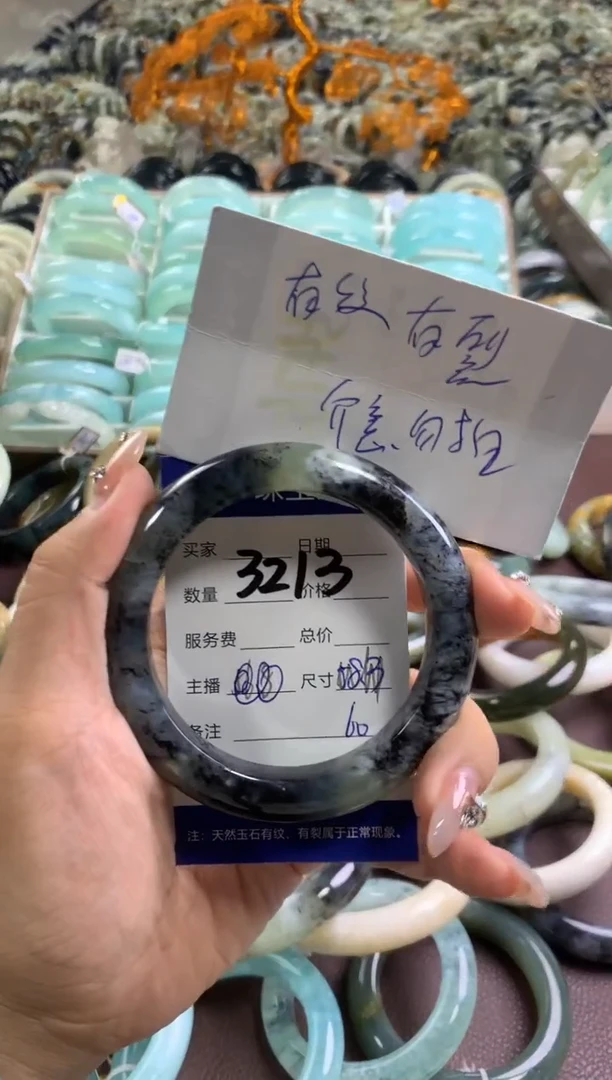 有纹 有裂
介意勿拍
买家 日期
3213
数量 价格
服务费 总价
主播 尺寸
备注 60
注：天然玉石有纹、有裂属于正常现象。